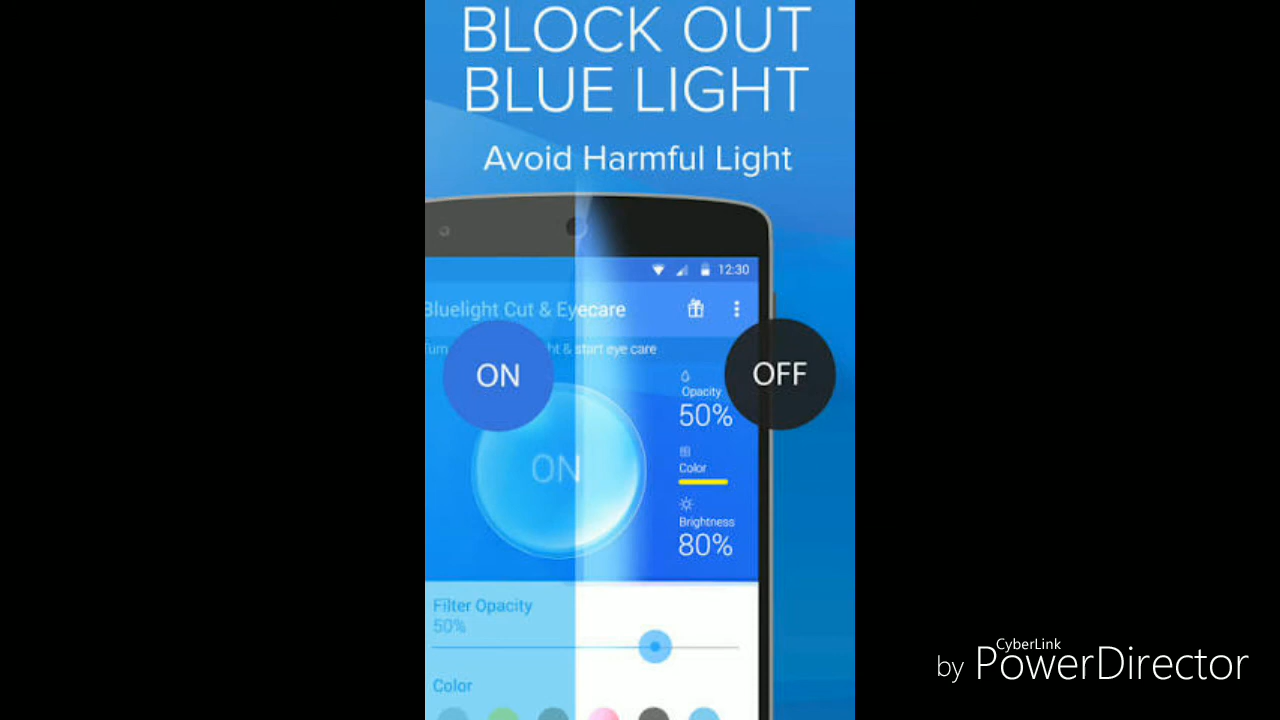 BLOCK OUT
BLUE LIGHT
Avoid Harmful Light
12:30
Bluelight Cut & Eyecare
& start eye care
ON
OFF
Opacity
50%
ON
Color
Brightness
80%
Filter Opacity
50%
Color
CyberLink
by PowerDirector